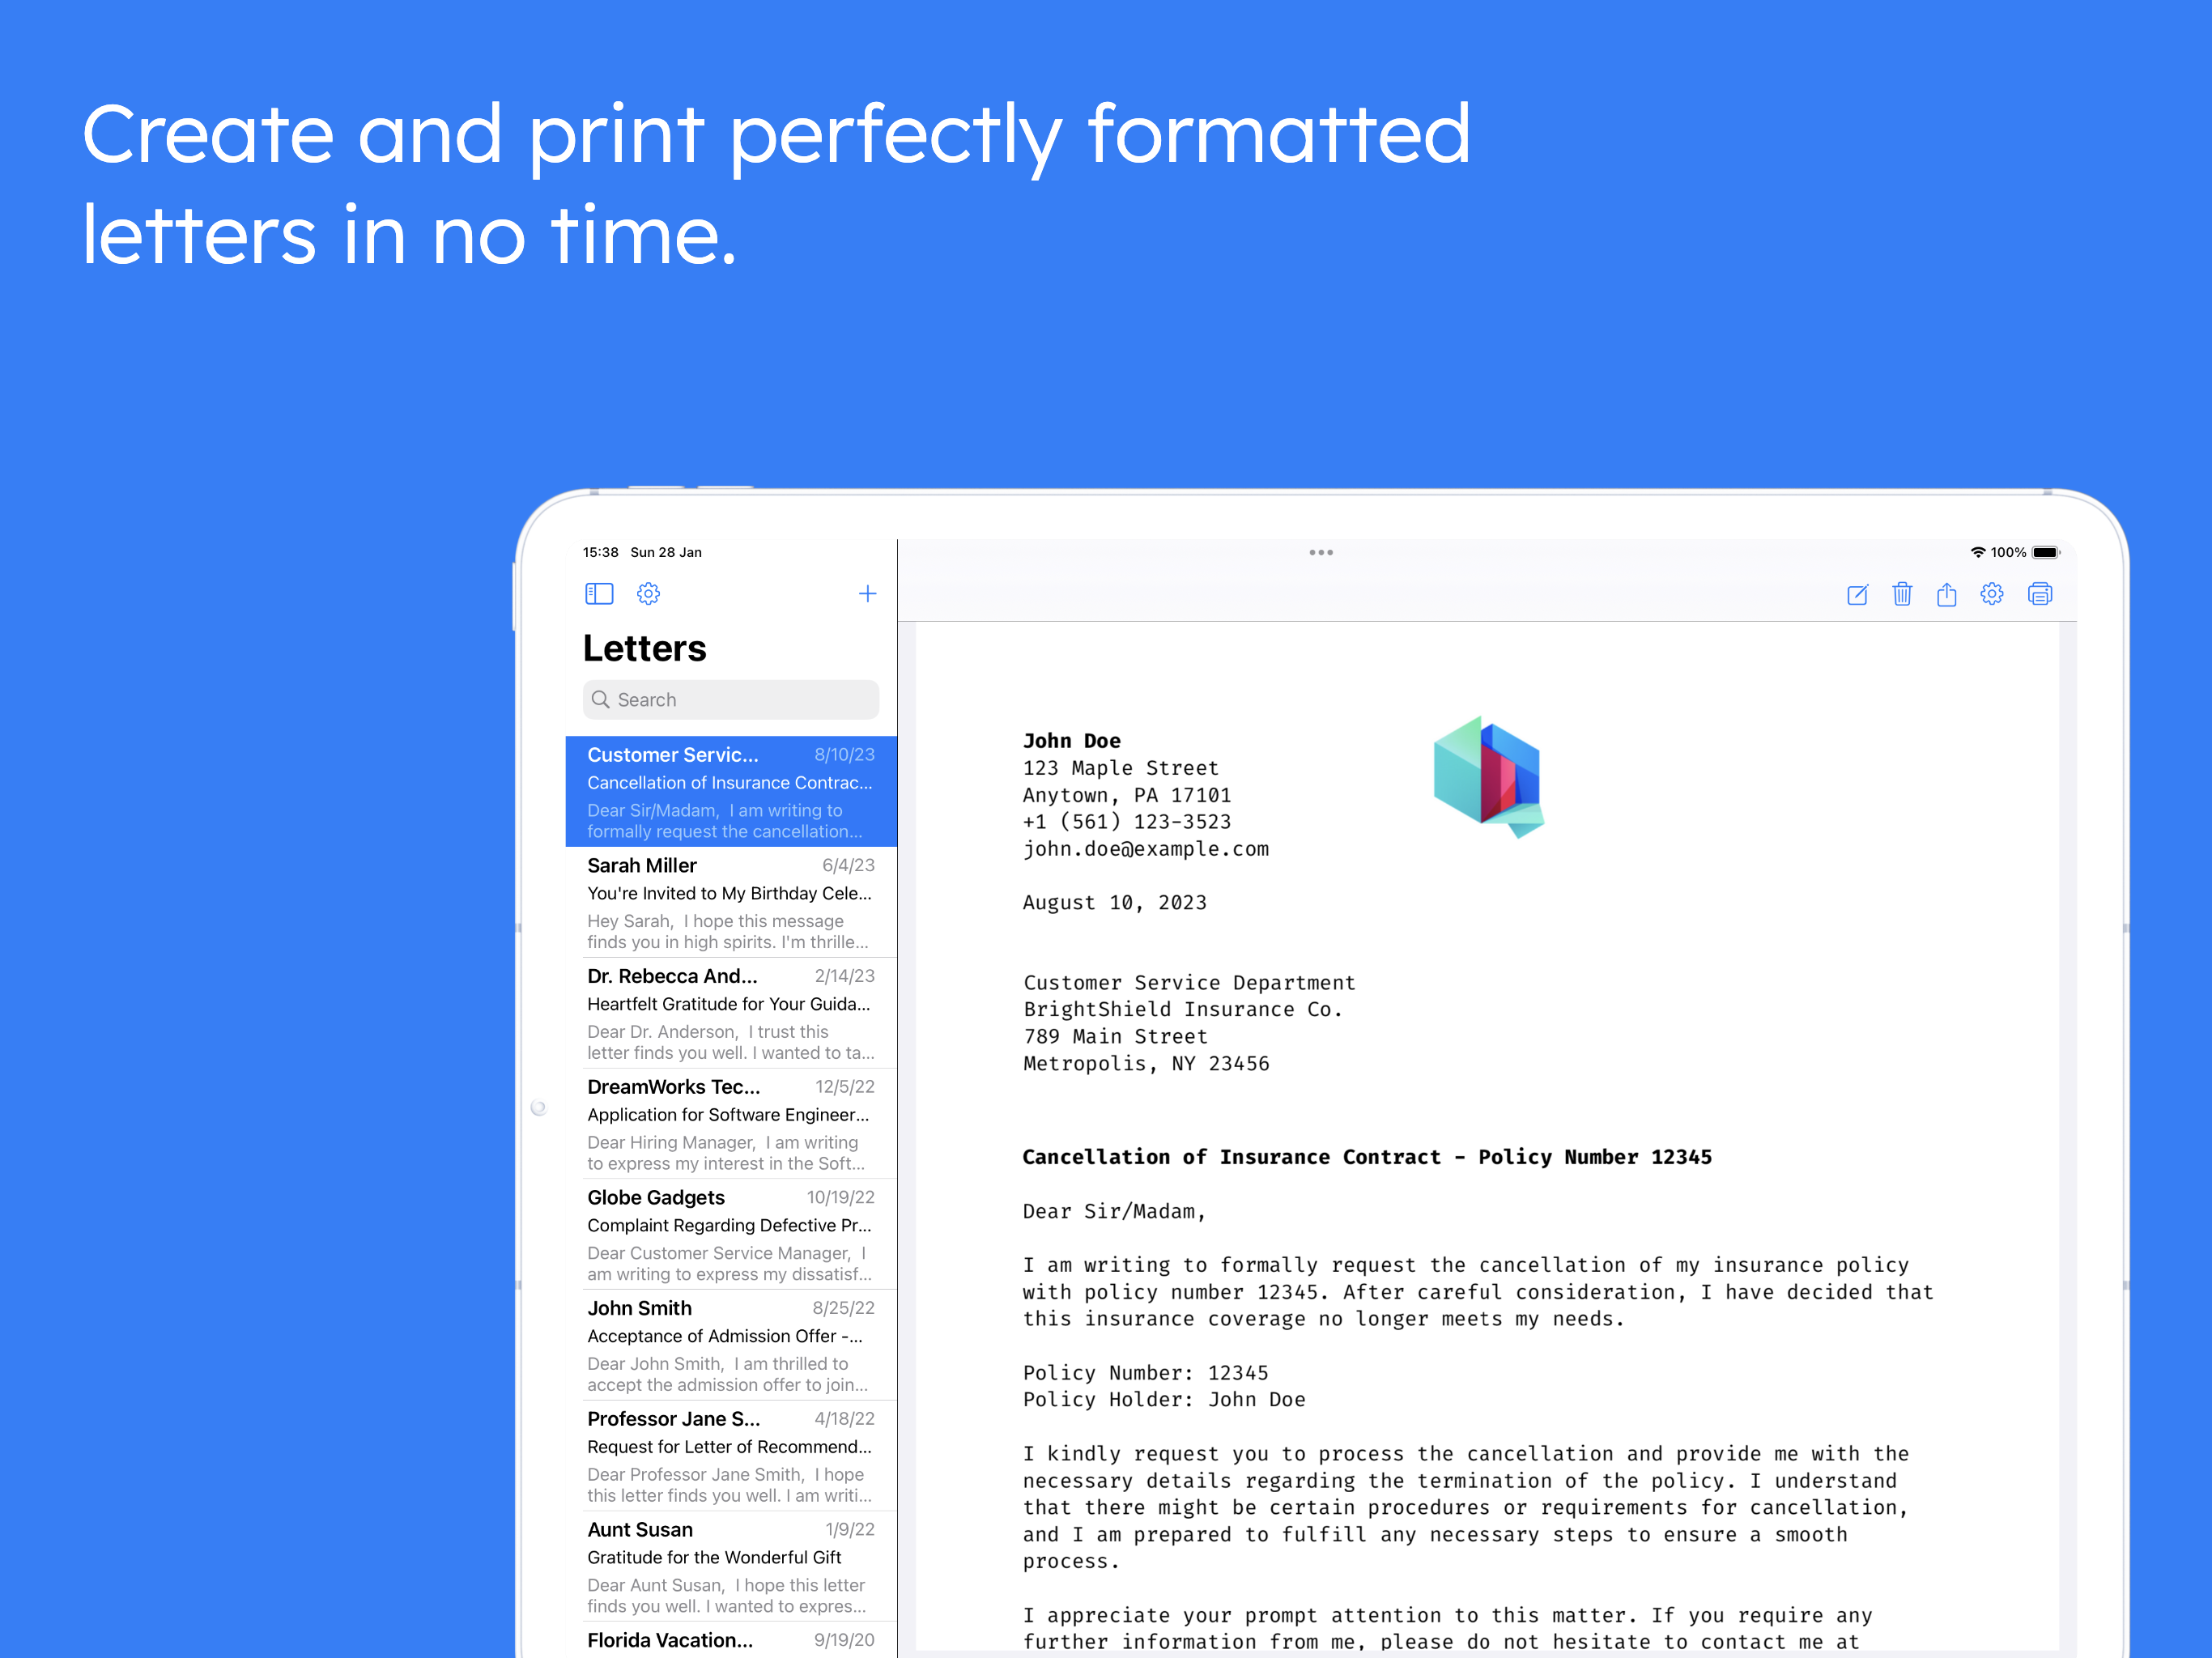 Create and print perfectly formatted
letters in no time.
15:38 Sun 28 Jan
100%
Letters
Search
Customer Servic... 8/10/23
Cancellation of Insurance Contrac...
Dear Sir/Madam, I am writing to
formally request the cancellation...
Sarah Miller 6/4/23
You're Invited to My Birthday Cele...
Hey Sarah, I hope this message
finds you in high spirits. I'm thrille...
Dr. Rebecca And... 2/14/23
Heartfelt Gratitude for Your Guida...
Dear Dr. Anderson, I trust this
letter finds you well. I wanted to ta...
DreamWorks Tec... 12/5/22
Application for Software Engineer...
Dear Hiring Manager, I am writing
to express my interest in the Soft...
Globe Gadgets 10/19/22
Complaint Regarding Defective Pr...
Dear Customer Service Manager, I
am writing to express my dissatisf...
John Smith 8/25/22
Acceptance of Admission Offer -...
Dear John Smith, I am thrilled to
accept the admission offer to join...
Professor Jane S... 4/18/22
Request for Letter of Recommend...
Dear Professor Jane Smith, I hope
this letter finds you well. I am writi...
Aunt Susan 1/9/22
Gratitude for the Wonderful Gift
Dear Aunt Susan, I hope this letter
finds you well. I wanted to expres...
Florida Vacation... 9/19/20
John Doe
123 Maple Street
Anytown, PA 17101
+1 (561) 123-3523
john.doe@example.com
August 10, 2023
Customer Service Department
BrightShield Insurance Co.
789 Main Street
Metropolis, NY 23456
Cancellation of Insurance Contract - Policy Number 12345
Dear Sir/Madam,
I am writing to formally request the cancellation of my insurance policy
with policy number 12345. After careful consideration, I have decided that
this insurance coverage no longer meets my needs.
Policy Number: 12345
Policy Holder: John Doe
I kindly request you to process the cancellation and provide me with the
necessary details regarding the termination of the policy. I understand
that there might be certain procedures or requirements for cancellation,
and I am prepared to fulfill any necessary steps to ensure a smooth
process.
I appreciate your prompt attention to this matter. If you require any
further information from me, please do not hesitate to contact me at